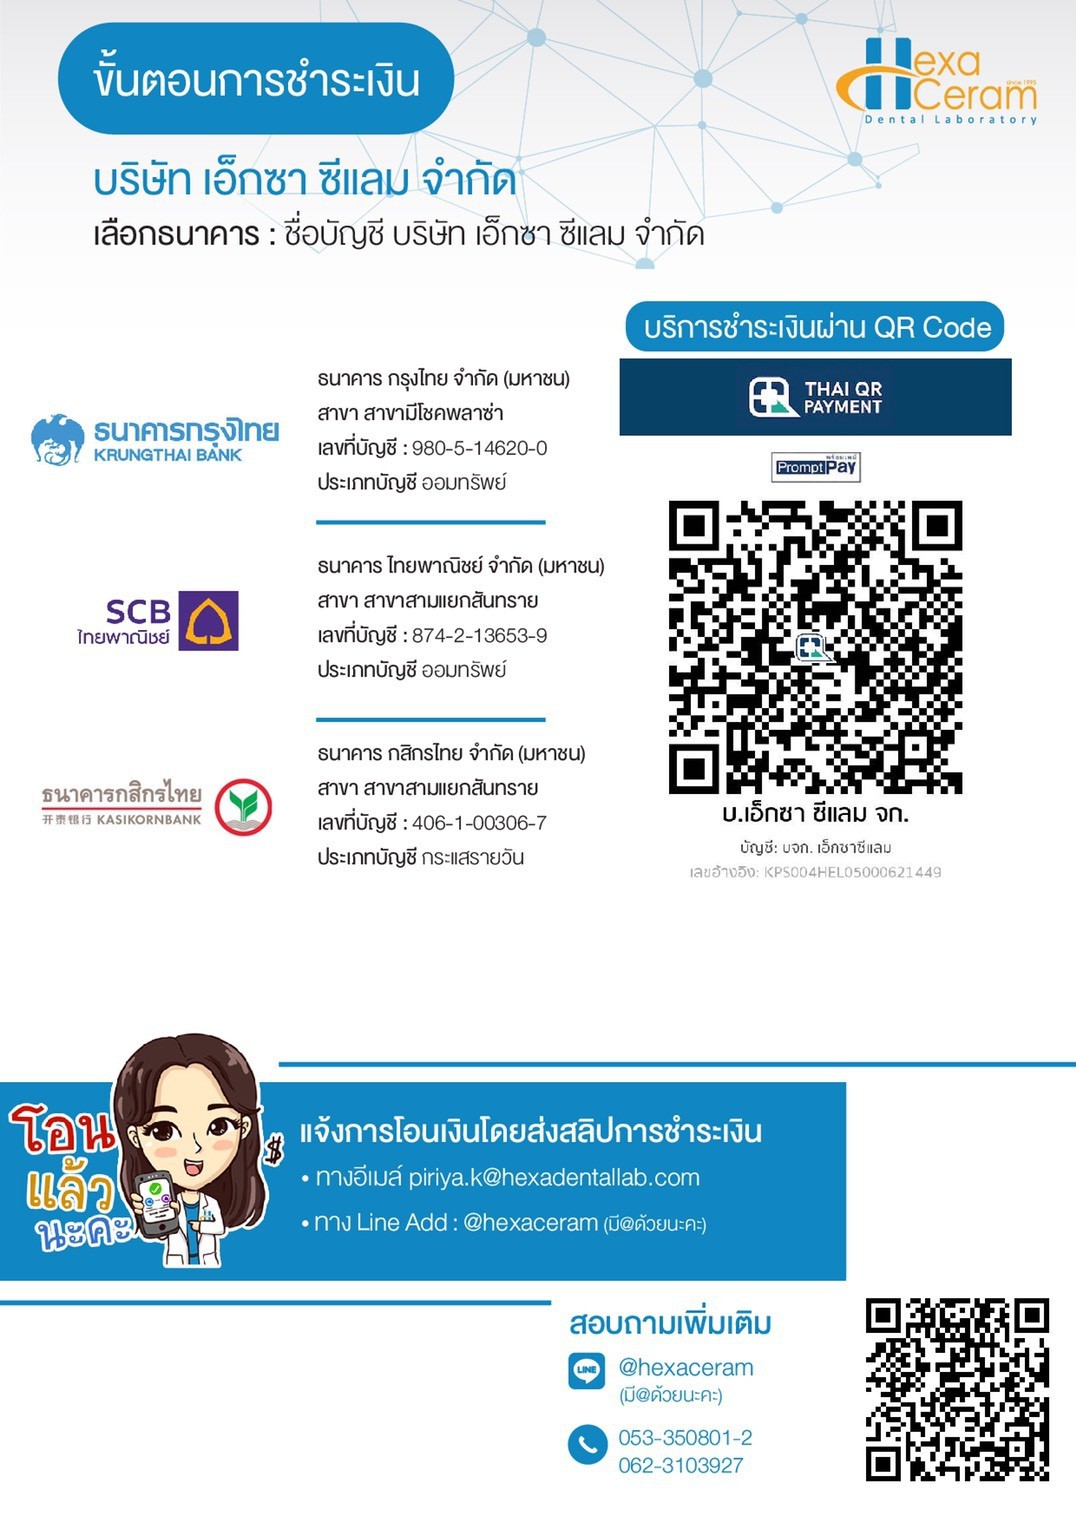 ขั้นตอนการชำระเงิน
Hexa
Ceram
since 1995
Dental Laboratory
บริษัท เอ็กซา ซีแลม จำกัด
เลือกธนาคาร : ชื่อบัญชี บริษัท เอ็กซา ซีแลม จำกัด
ธนาคารกรุงไทย
KRUNGTHAI BANK
ธนาคาร กรุงไทย จำกัด (มหาชน)
สาขา สาขามีโชคพลาซ่า
เลขที่บัญชี : 980-5-14620-0
ประเภทบัญชี ออมทรัพย์
SCB
ไทยพาณิชย์
ธนาคาร ไทยพาณิชย์ จำกัด (มหาชน)
สาขา สาขาสามแยกสันทราย
เลขที่บัญชี : 874-2-13653-9
ประเภทบัญชี ออมทรัพย์
ธนาคารกสิกรไทย
开泰银行 KASIKORNBANK
ธนาคาร กสิกรไทย จำกัด (มหาชน)
สาขา สาขาสามแยกสันทราย
เลขที่บัญชี : 406-1-00306-7
ประเภทบัญชี กระแสรายวัน
บริการชำระเงินผ่าน QR Code
THAI QR
PAYMENT
พร้อมเพย์
PromptPay
บ.เอ็กซา ซีแลม จก.
บัญชี: บจก. เอ็กซาซีแลม
เลขอ้างอิง: KPS004HEL05000621449
โอน
แล้ว
นะคะ
$
แจ้งการโอนเงินโดยส่งสลิปการชำระเงิน
• ทางอีเมล์ piriya.k@hexadentallab.com
• ทาง Line Add : @hexaceram (มี@ด้วยนะคะ)
สอบถามเพิ่มเติม
LINE
@hexaceram
(มี@ด้วยนะคะ)
053-350801-2
062-3103927